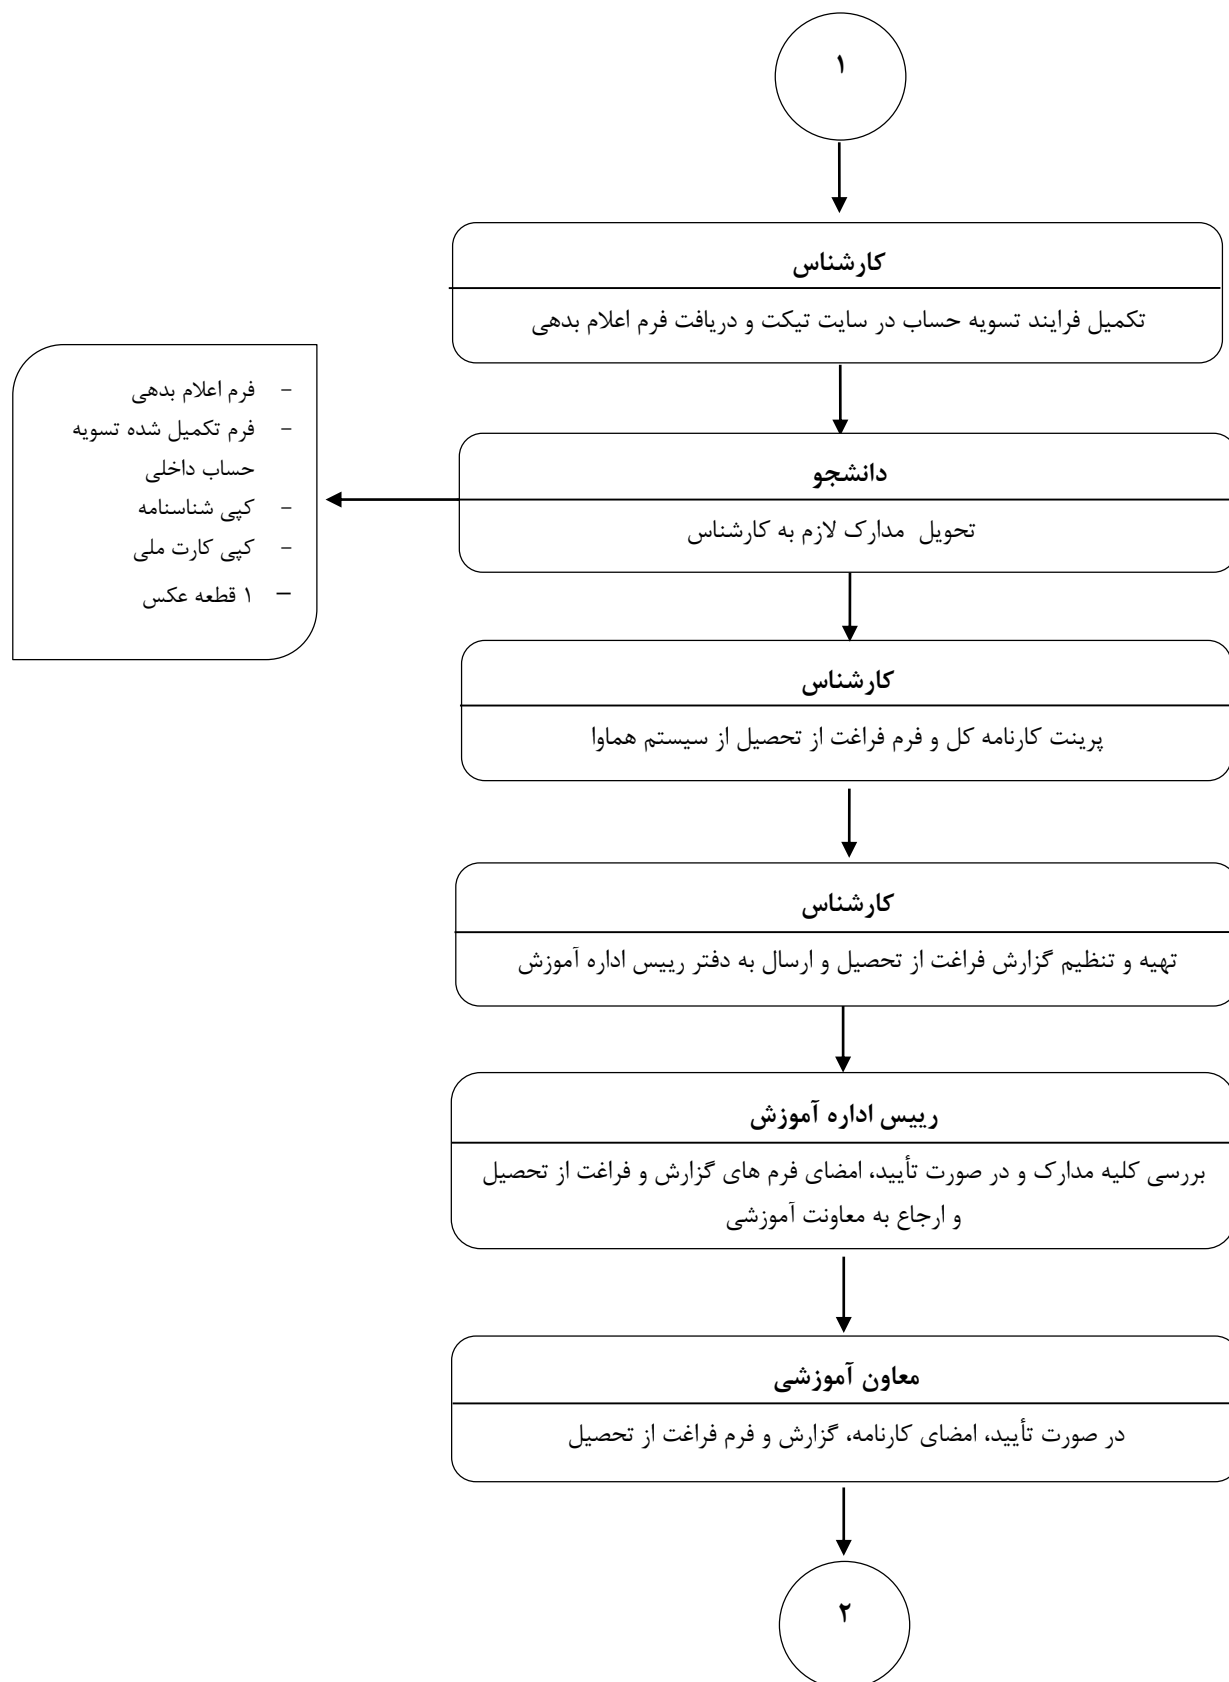 ۱
کارشناس
تکمیل فرایند تسویه حساب در سایت تیکت و دریافت فرم اعلام بدهی
دانشجو
تحویل مدارک لازم به کارشناس
- فرم اعلام بدهی
- فرم تکمیل شده تسویه
حساب داخلی
- کپی شناسنامه
- کپی کارت ملی
- ۱ قطعه عکس
کارشناس
پرینت کارنامه کل و فرم فراغت از تحصیل از سیستم هماوا
کارشناس
تهیه و تنظیم گزارش فراغت از تحصیل و ارسال به دفتر رییس اداره آموزش
رییس اداره آموزش
بررسی کلیه مدارک و در صورت تأیید، امضای فرم های گزارش و فراغت از تحصیل
و ارجاع به معاونت آموزشی
معاون آموزشی
در صورت تأیید، امضای کارنامه، گزارش و فرم فراغت از تحصیل
۲